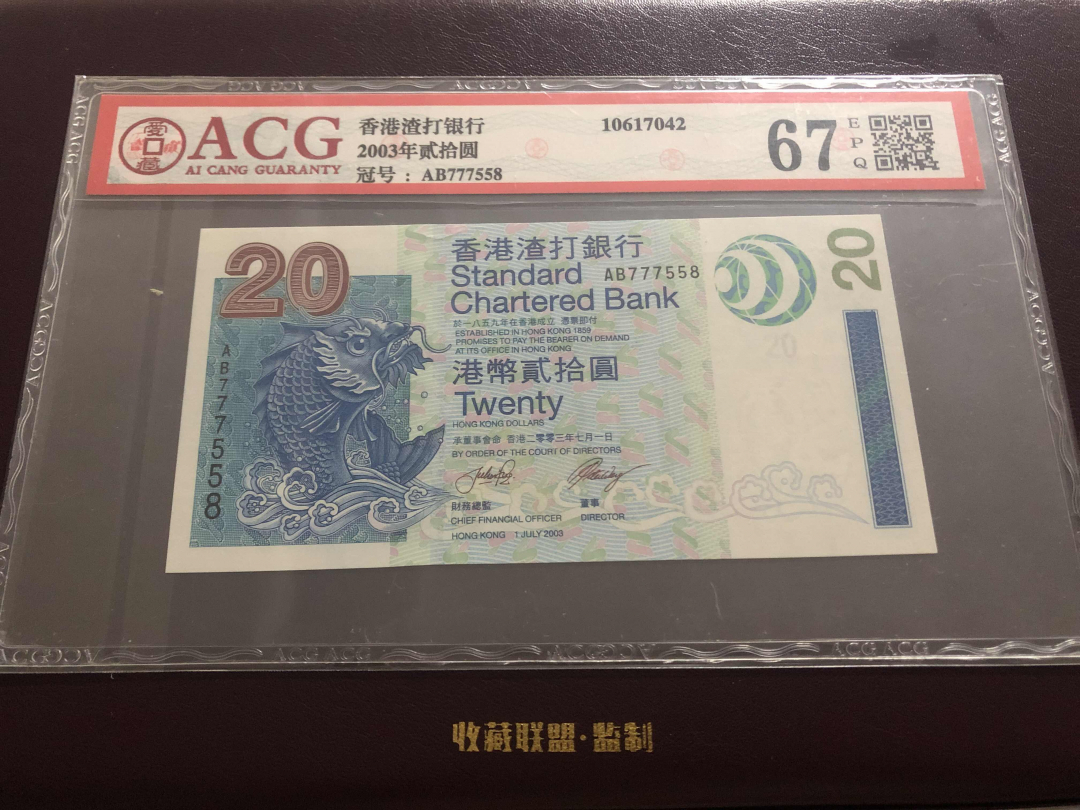 愛藏
ACG
AI CANG GUARANTY
香港渣打银行
2003年贰拾圆
冠号 : AB777558
10617042
67
EPQ
20
香港渣打銀行
Standard
Chartered Bank
AB777558
20
於一八五九年在香港成立 憑票即付
ESTABLISHED IN HONG KONG 1859
PROMISES TO PAY THE BEARER ON DEMAND
AT ITS OFFICE IN HONG KONG
港幣貳拾圓
Twenty
HONG KONG DOLLARS
承董事會命 香港二零零三年七月一日
BY ORDER OF THE COURT OF DIRECTORS
財務總監
CHIEF FINANCIAL OFFICER
董事
DIRECTOR
HONG KONG 1 JULY 2003
AB777558
ACG ACG
收藏联盟·监制